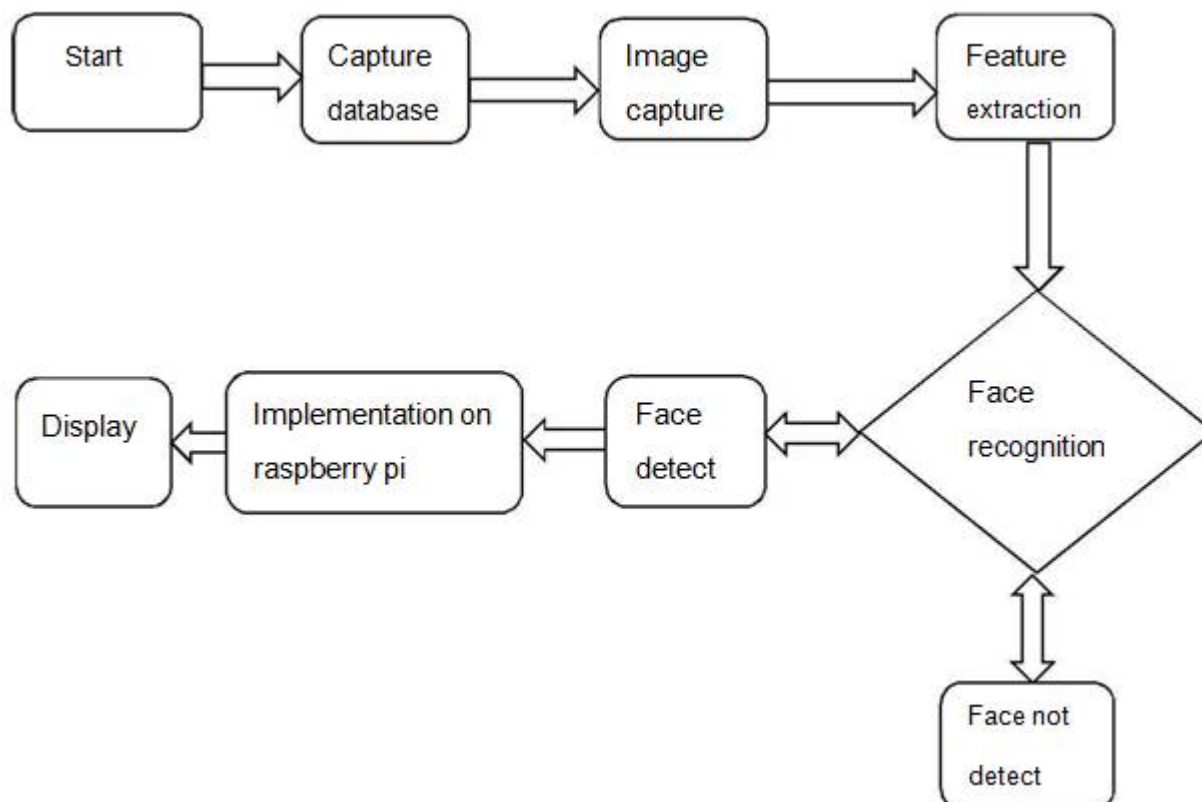 Start
Capture
database
Image
capture
Feature
extraction
Face
recognition
Face
detect
Implementation on
raspberry pi
Display
Face not
detect